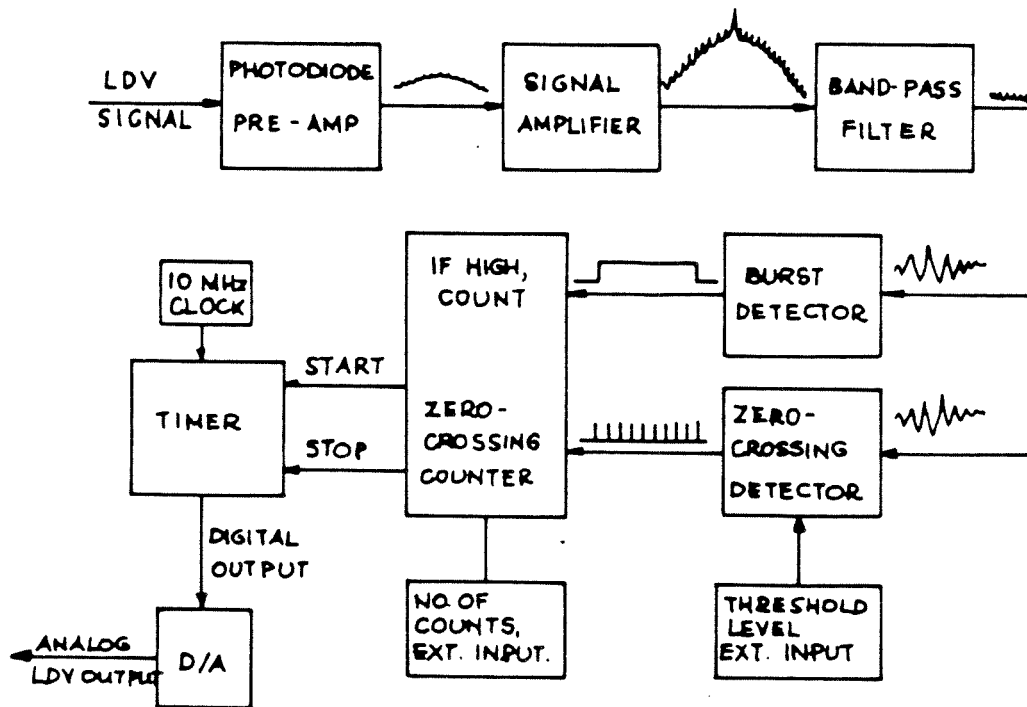 LDV
SIGNAL
PHOTODIODE
PRE-AMP
SIGNAL
AMPLIFIER
BAND-PASS
FILTER
10 MHz
CLOCK
TIMER
START
STOP
IF HIGH,
COUNT
ZERO-
CROSSING
COUNTER
BURST
DETECTOR
ZERO-
CROSSING
DETECTOR
DIGITAL
OUTPUT
NO. OF
COUNTS,
EXT. INPUT.
THRESHOLD
LEVEL
EXT. INPUT
ANALOG
LDV OUTPUT
D/A